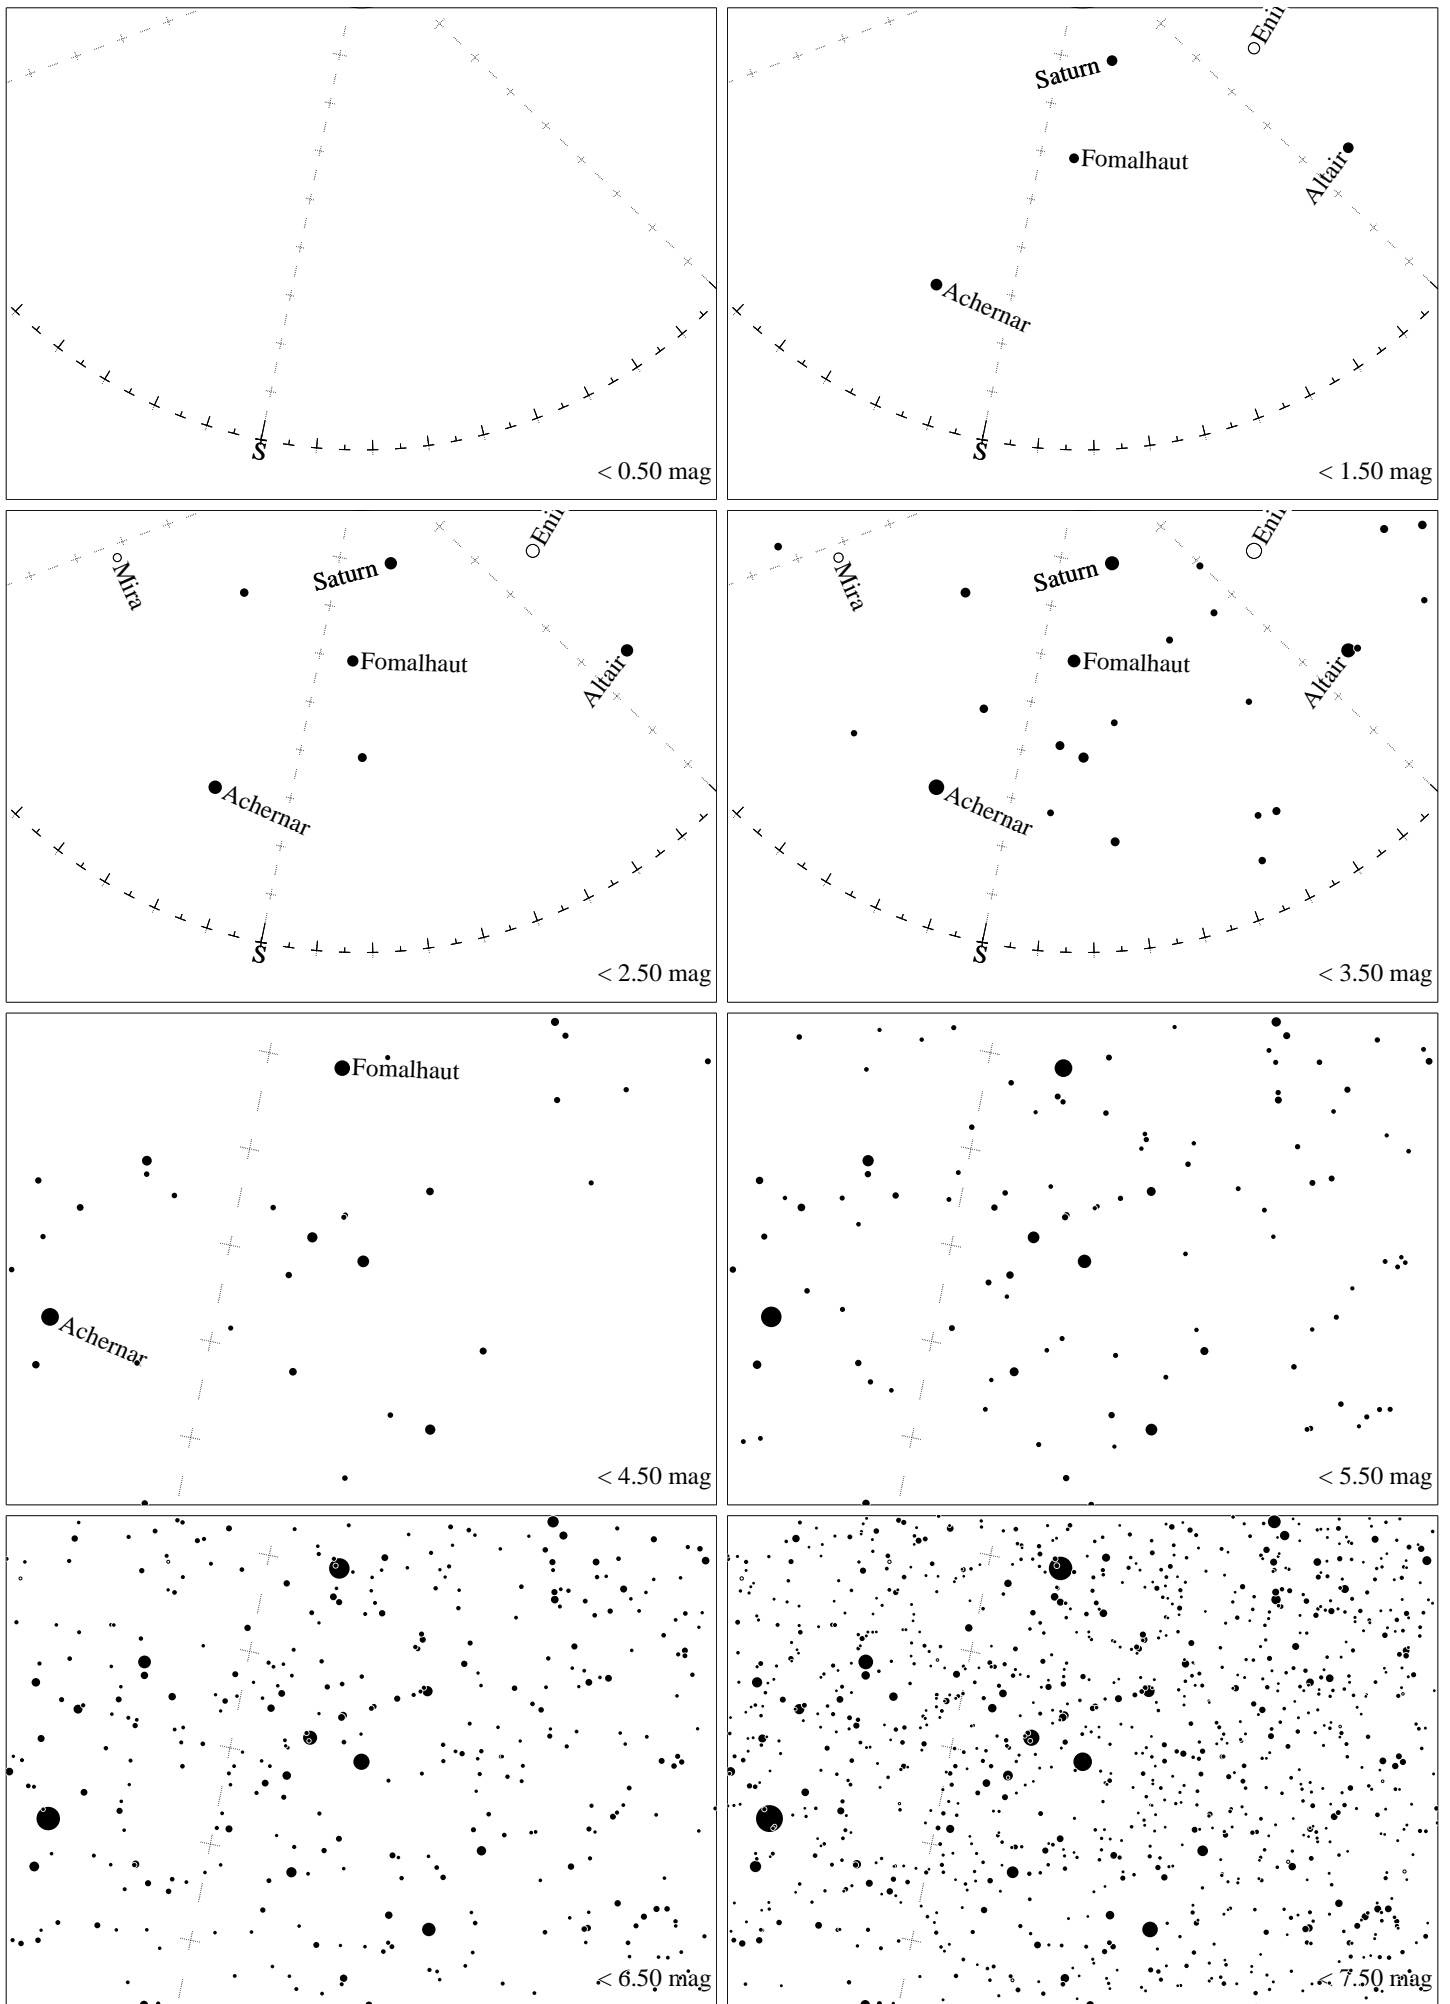 S
< 0.50 mag
Eni
Saturn
Fomalhaut
Altair
Achernar
S
< 1.50 mag
Eni
Mira
Saturn
Fomalhaut
Altair
Achernar
S
< 2.50 mag
Eni
Mira
Saturn
Fomalhaut
Altair
Achernar
S
< 3.50 mag
Fomalhaut
Achernar
< 4.50 mag
< 5.50 mag
< 6.50 mag
< 7.50 mag